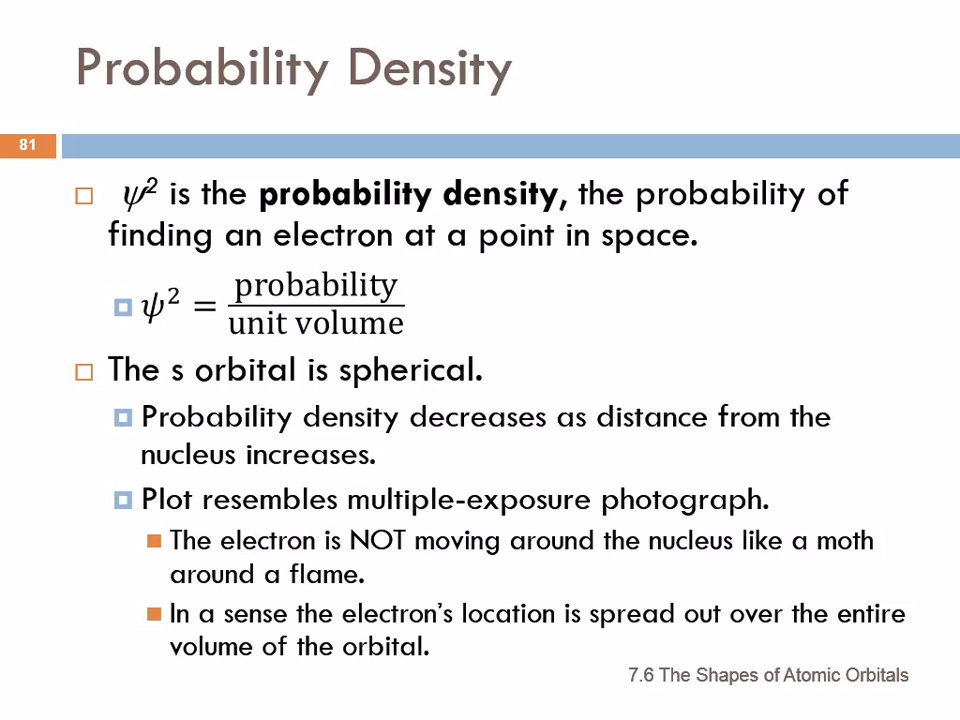 Probability Density
81
ψ² is the probability density, the probability of
finding an electron at a point in space.
ψ² = probability / unit volume
The s orbital is spherical.
Probability density decreases as distance from the
nucleus increases.
Plot resembles multiple-exposure photograph.
The electron is NOT moving around the nucleus like a moth
around a flame.
In a sense the electron’s location is spread out over the entire
volume of the orbital.
7.6 The Shapes of Atomic Orbitals